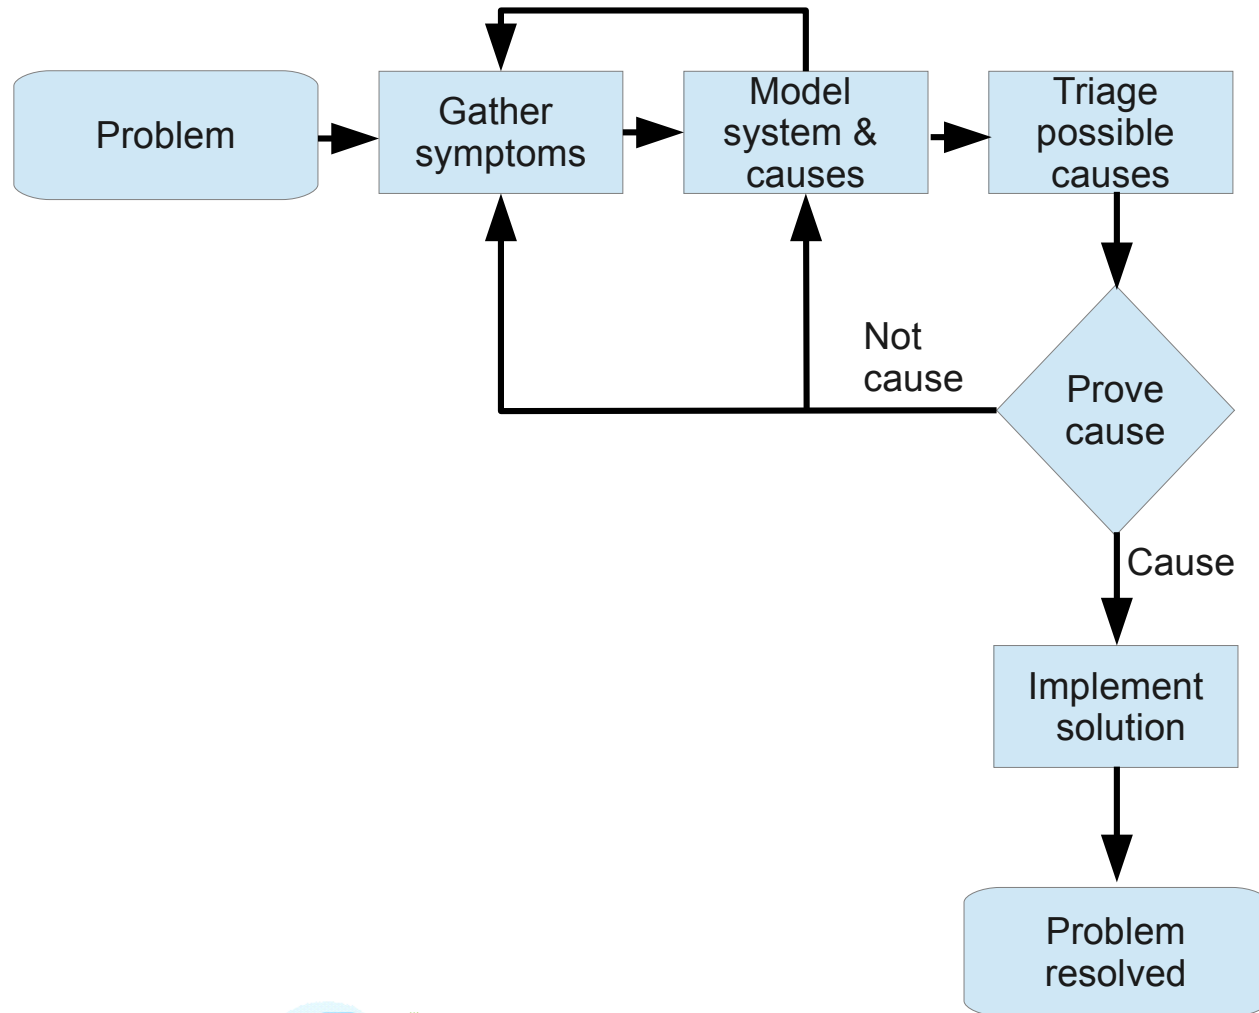 Problem
Gather
symptoms
Model
system &
causes
Triage
possible
causes
Not
cause
Prove
cause
Cause
Implement
solution
Problem
resolved